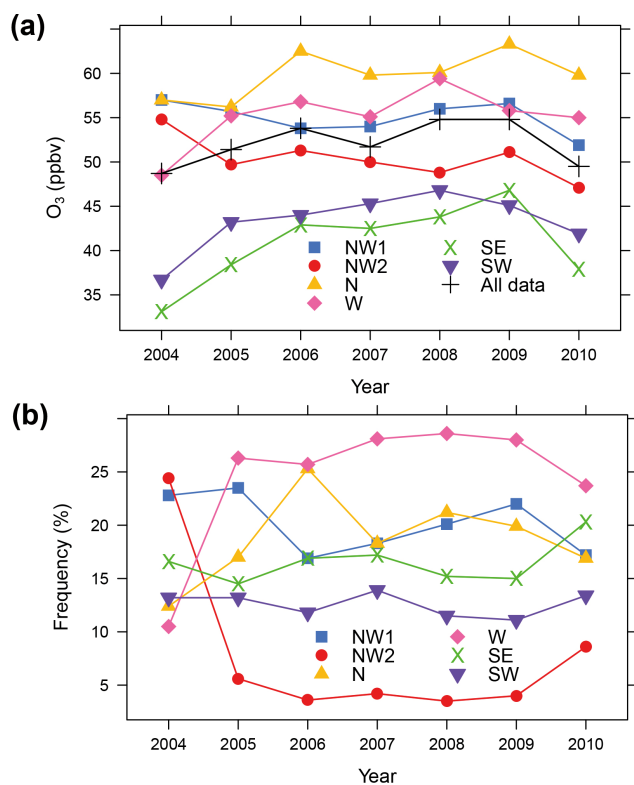 (a)
60
55
50
45
40
35
O₃ (ppbv)
NW1
NW2
N
W
SE
SW
All data
2004 2005 2006 2007 2008 2009 2010
Year
(b)
25
20
15
10
5
Frequency (%)
NW1
NW2
N
W
SE
SW
2004 2005 2006 2007 2008 2009 2010
Year